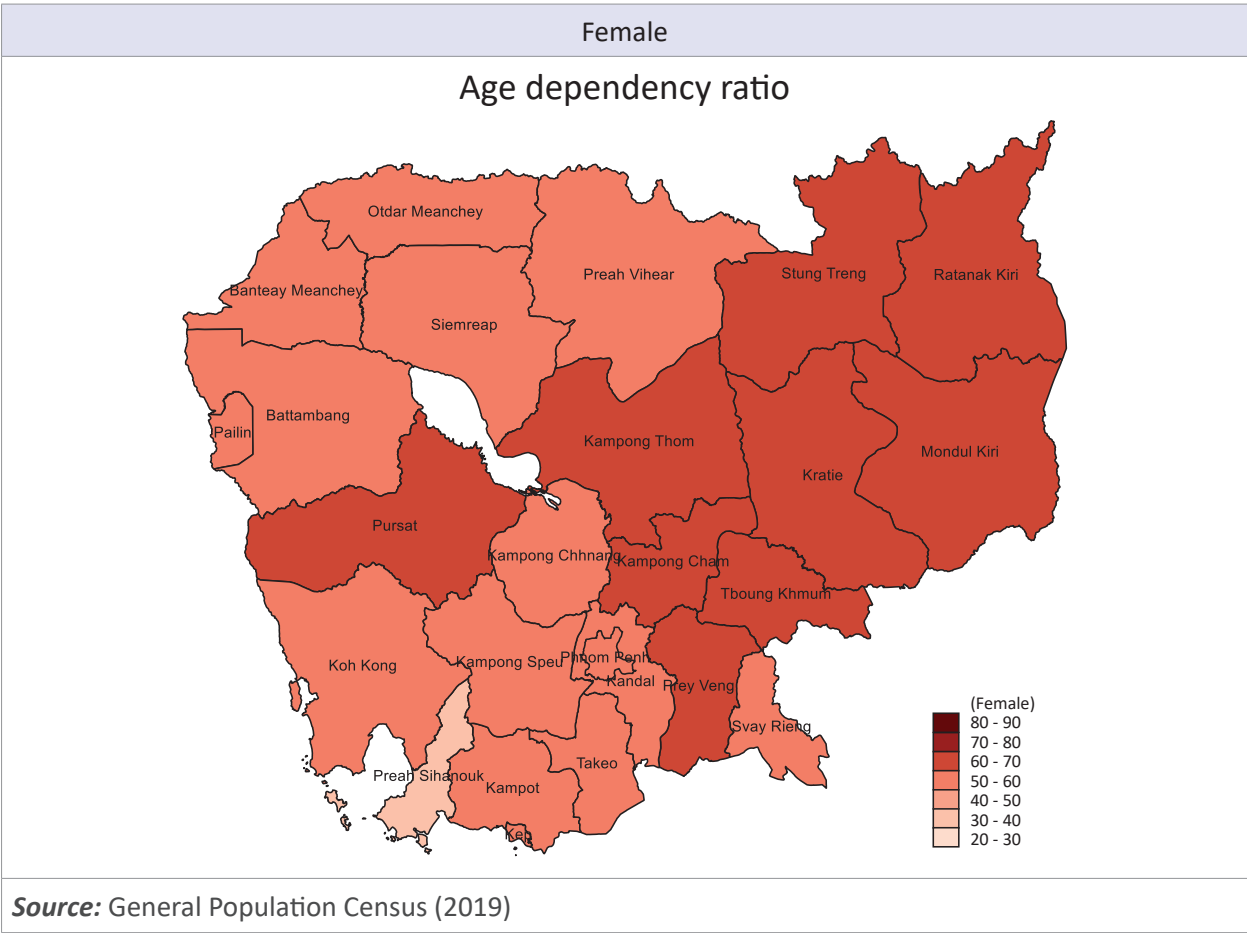 Female
Age dependency ratio
Otdar Meanchey
Preah Vihear
Stung Treng
Ratanak Kiri
Banteay Meanchey
Siemreap
Battambang
Pailin
Kampong Thom
Mondul Kiri
Kratie
Pursat
Kampong Chhnang
Kampong Cham
Tboung Khmum
Koh Kong
Kampong Speu
Phnom Penh
Kandal
Prey Veng
Svay Rieng
Takeo
Preah Sihanouk
Kampot
Kep
(Female)
80 - 90
70 - 80
60 - 70
50 - 60
40 - 50
30 - 40
20 - 30
Source: General Population Census (2019)